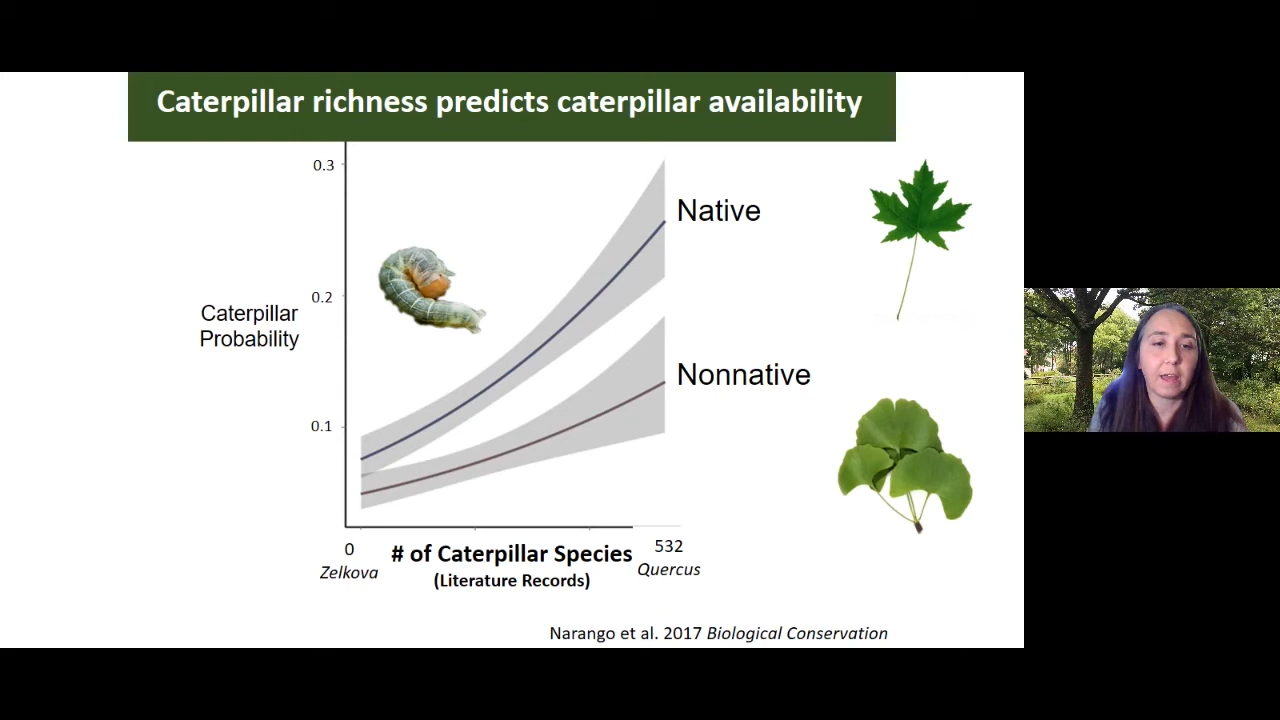 Caterpillar richness predicts caterpillar availability
0.3
Native
0.2
Caterpillar
Probability
Nonnative
0.1
0
# of Caterpillar Species
532
Zelkova
(Literature Records)
Quercus
Narango et al. 2017 Biological Conservation